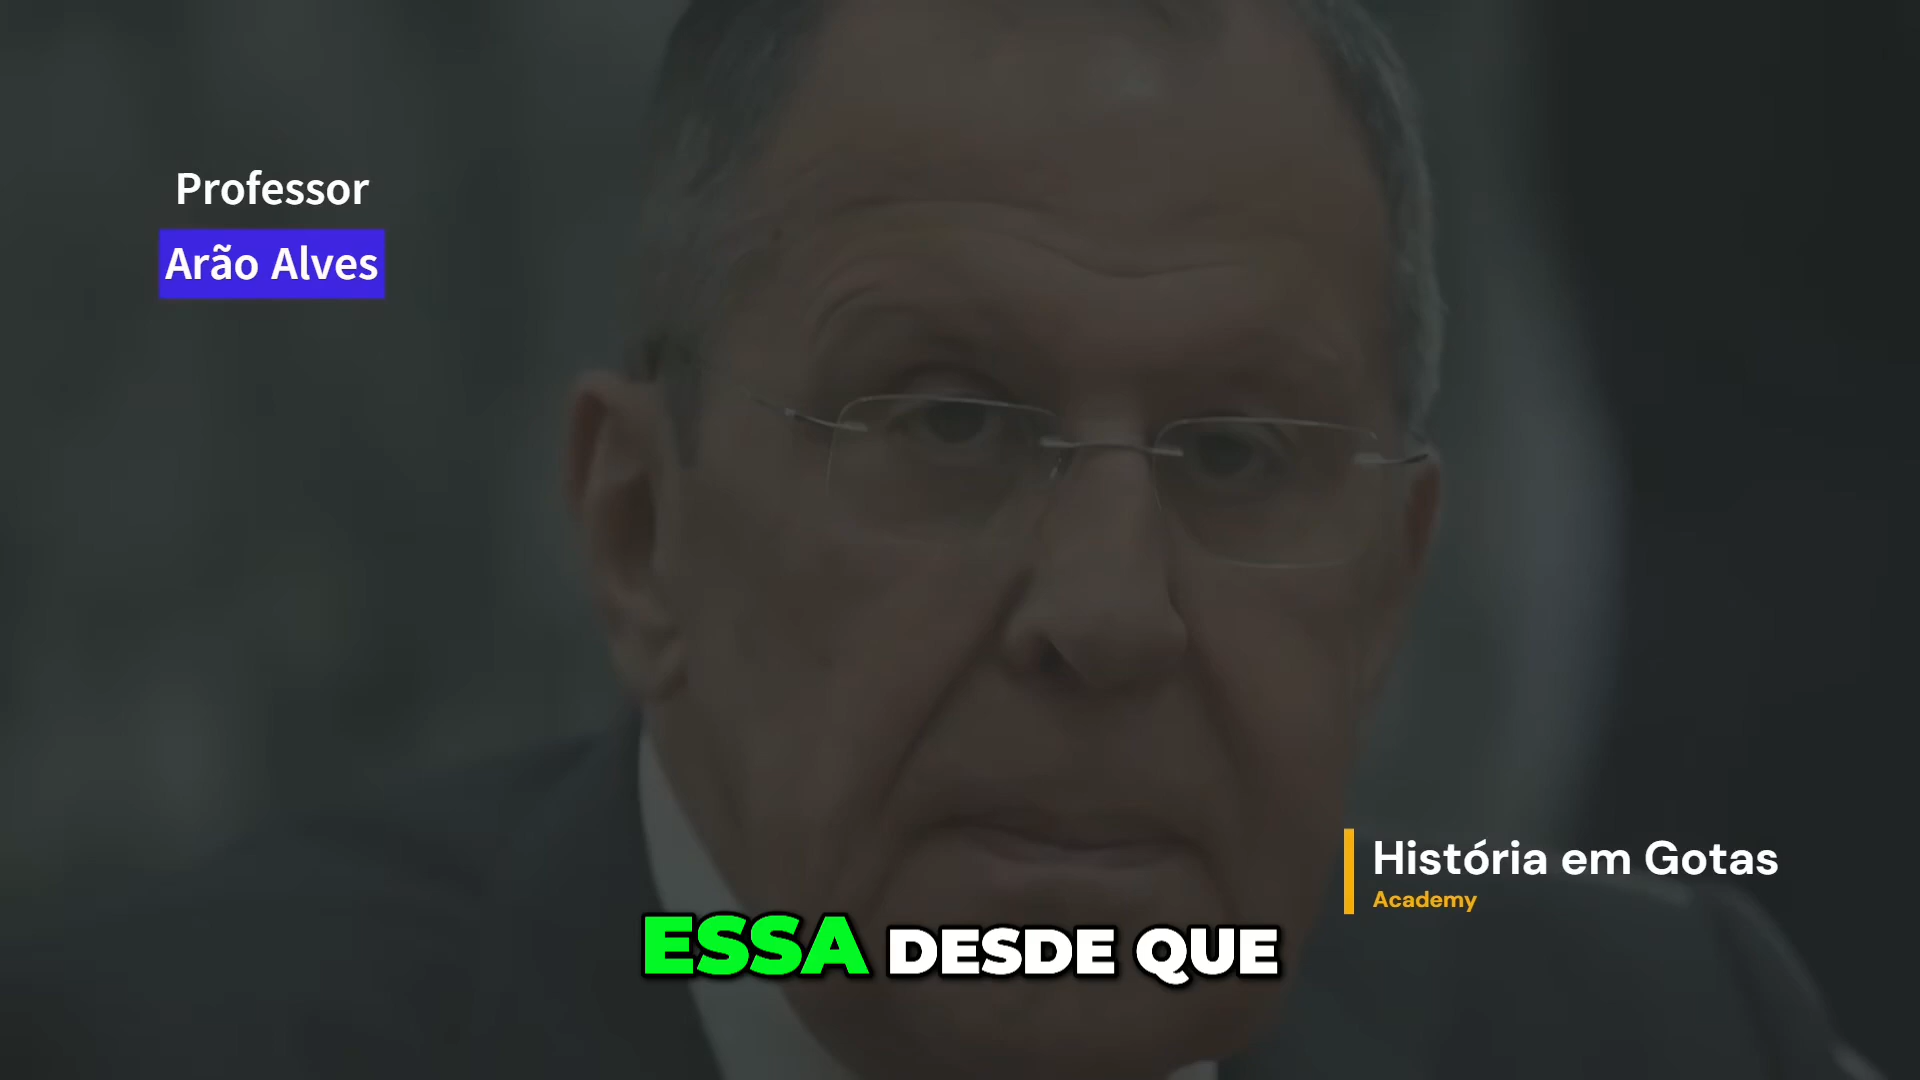 Professor
Arão Alves
História em Gotas
Academy
ESSA DESDE QUE